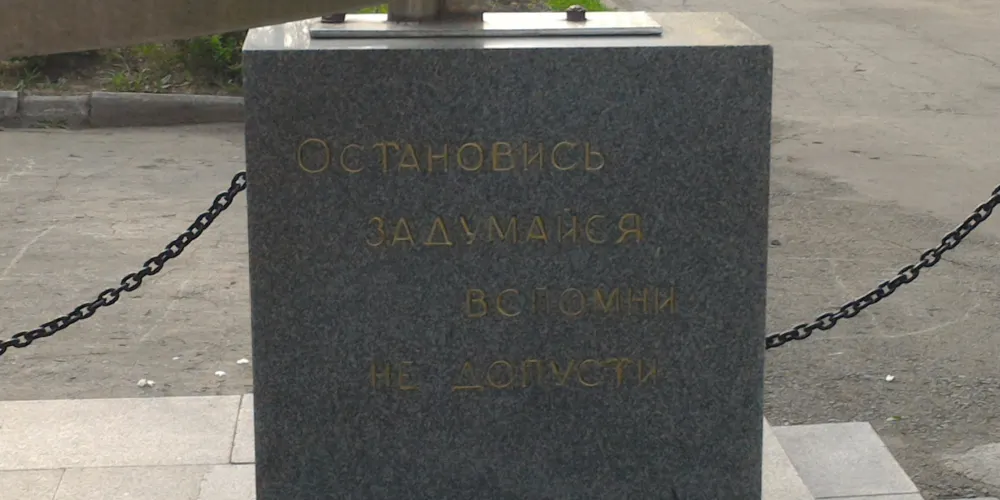 Остановись
задумайся
вспомни
не допусти